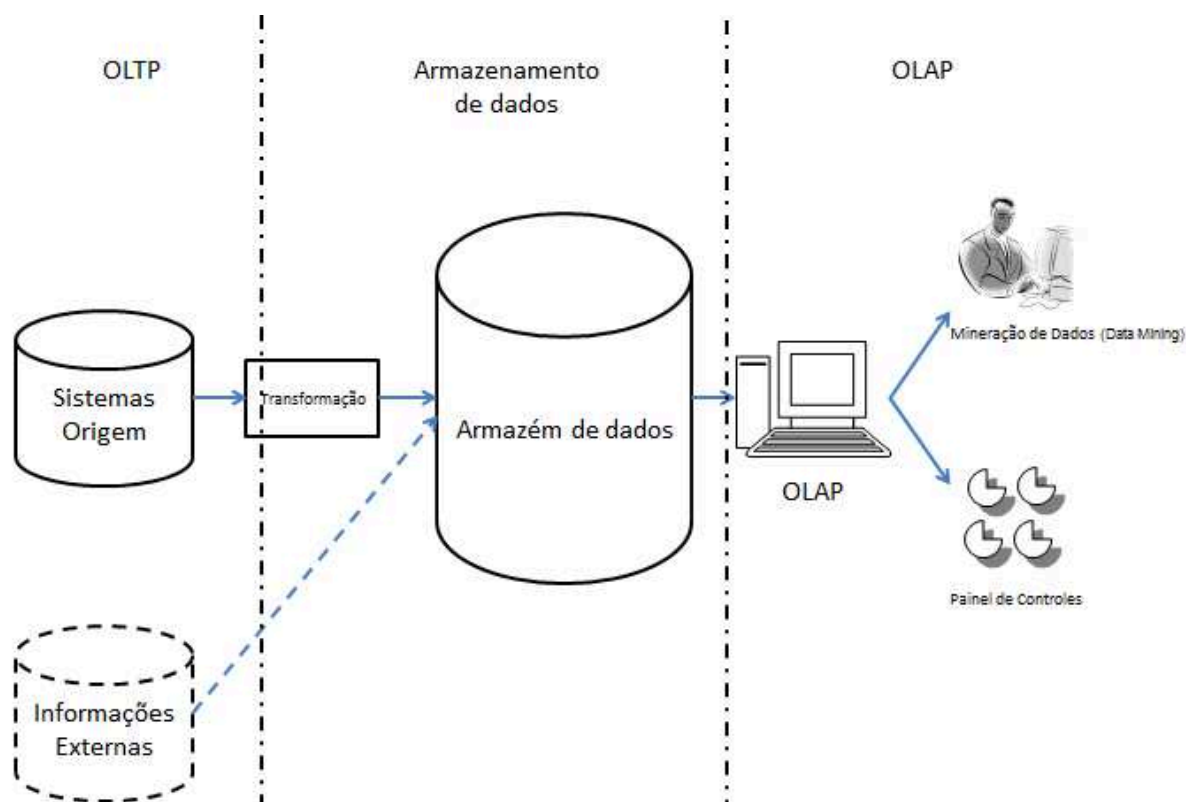 OLTP
Armazenamento
de dados
OLAP
Mineração de Dados (Data Mining)
Sistemas
Origem
Transformação
Armazém de dados
OLAP
Painel de Controles
Informações
Externas